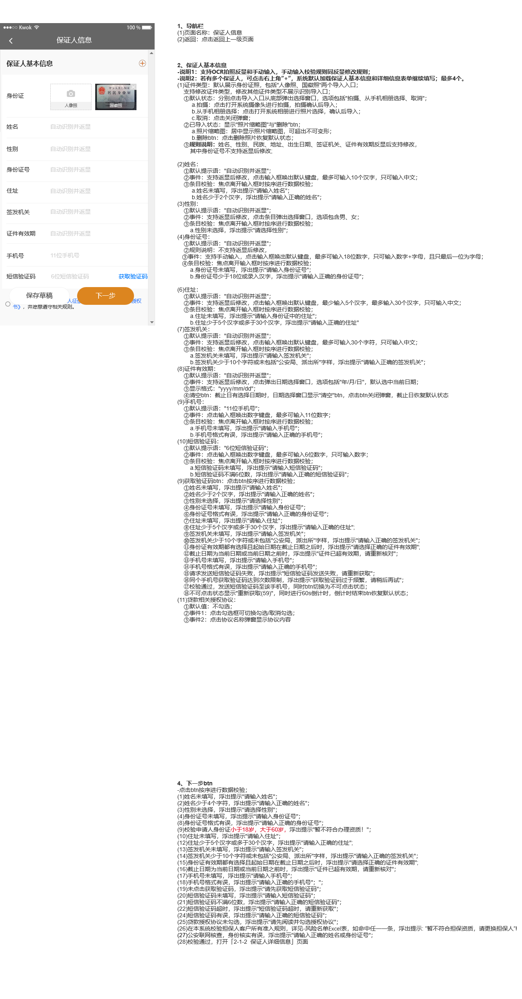 ●●●○○ Kwok
100 %
保证人信息
保证人基本信息
身份证
中华人民共和国
居民身份证
人像照
国徽照
姓名
自动识别并返显
性别
自动识别并返显
身份证号
自动识别并返显
住址
自动识别并返显
签发机关
自动识别并返显
证件有效期
自动识别并返显
手机号
11位手机号
短信验证码
6位短信验证码
获取验证码
保存草稿
下一步
人征信
授权
书》，并愿意遵守相关规则。
1、导航栏
(1)页面名称：保证人信息
(2)返回：点击返回上一级页面
2、保证人基本信息
-说明1：支持OCR拍照反显和手动输入，手动输入校验规则同反显修改规则；
-说明2：若有多个保证人，可点击右上角”+”，系统默认加载保证人基本信息和详细信息表单继续填写；最多4个。
(1)证件类型：默认展示身份证照，包括"人像照、国徽照"两个导入入口；
支持修改证件类型，修改其他证件类型不展示识别导入口；
①默认状态：分别点击导入入口从底部弹出选择窗口，选项包括"拍摄、从手机相册选择、取消"；
a.拍摄：点击打开系统摄像头进行拍摄，拍摄确认后导入；
b.从手机相册选择：点击打开系统相册进行照片选择，确认后导入；
c.取消：点击关闭弹窗；
②已导入状态：显示"照片缩略图"与"删除"btn；
a.照片缩略图：居中显示照片缩略图，可超出不可变形；
b.删除btn：点击删除照片恢复默认状态；
③规则说明：姓名、性别、民族、地址、出生日期、签证机关、证件有效期反显后支持修改，
其中身份证号不支持返显后修改;
(2)姓名：
①默认提示语："自动识别并返显"；
②事件：支持返显后修改，点击输入框唤出默认键盘，最多可输入10个汉字，只可输入中文；
③条目校验：焦点离开输入框时按序进行数据校验；
a.姓名未填写，浮出提示"请输入姓名"；
b.姓名少于2个汉字，浮出提示"请输入正确的姓名"；
(3)性别：
①默认提示语："自动识别并返显"；
②事件：支持返显后修改，点击条目弹出选择窗口，选项包含男、女；
③条目校验：焦点离开输入框时按序进行数据校验；
a.性别未选择，浮出提示"请选择性别"；
(4)身份证号：
①默认提示语："自动识别并返显"；
②规则说明：不支持返显后修改，
③事件：支持手动输入，点击输入框唤出默认键盘，最多可输入18位数字，只可输入数字+字母，且只最后一位为字母；
④条目校验：焦点离开输入框时按序进行数据校验；
a.身份证号未填写，浮出提示"请输入身份证号"；
b.身份证号少于18位或录入汉字，浮出提示"请输入正确的身份证号"；
(6)住址：
①默认提示语："自动识别并返显"；
②事件：支持返显后修改，点击输入框唤出默认键盘，最少输入5个汉字，最多输入30个汉字，只可输入中文；
③条目校验：焦点离开输入框时按序进行数据校验；
a.住址未填写，浮出提示"请输入身份证中的住址"；
b.住址少于5个汉字或多于30个汉字，浮出提示"请输入正确的住址"
(7)签发机关：
①默认提示语："自动识别并返显"；
②事件：支持返显后修改，点击输入框唤出默认键盘，最多可输入30个字符，只可输入中文；
③条目校验：焦点离开输入框时按序进行数据校验；
a.签发机关未填写，浮出提示"请输入签发机关"；
b.签发机关少于10个字符或未包括"公安局、派出所"字样，浮出提示"请输入正确的签发机关"；
(8)证件有效期：
①默认提示语："自动识别并返显"；
②事件：支持返显后修改，点击弹出日期选择窗口，选项包括"年/月/日"，默认选中当前日期；
③显示格式："yyyy/mm/dd"；
④清空btn：截止日有选择日期时，日期选择窗口显示"清空"btn，点击btn关闭弹窗，截止日恢复默认状态
(9)手机号：
①默认提示语："11位手机号"；
②事件：点击输入框唤出数字键盘，最多可输入11位数字；
③条目校验：焦点离开输入框时按序进行数据校验；
a.手机号未填写，浮出提示"请输入手机号"；
b.手机号格式有误，浮出提示"请输入正确的手机号"；
(10)短信验证码：
①默认提示语："6位短信验证码"；
②事件：点击输入框唤出数字键盘，最多可输入6位数字，只可输入数字；
③条目校验：焦点离开输入框时按序进行数据校验；
a.短信验证码未填写，浮出提示"请输入短信验证码"；
b.短信验证码不满6位数，浮出提示"请输入正确的短信验证码"；
(9)获取验证码btn：点击btn按序进行数据校验；
①姓名未填写，浮出提示"请输入姓名"；
②姓名少于2个汉字，浮出提示"请输入正确的姓名"；
③性别未选择，浮出提示"请选择性别"；
④身份证号未填写，浮出提示"请输入身份证号"；
⑥身份证号格式有误，浮出提示"请输入正确的身份证号"；
⑦住址未填写，浮出提示"请输入住址"；
⑧住址少于5个汉字或多于30个汉字，浮出提示"请输入正确的住址";
⑨签发机关未填写，浮出提示"请输入签发机关"；
⑩签发机关少于10个字符或未包括"公安局、派出所"字样，浮出提示"请输入正确的签发机关"；
⑪身份证有效期都有选择且起始日期在截止日期之后时，浮出提示"请选择正确的证件有效期";
⑫截止日期为当前日期或当前日期之前时，浮出提示"证件已超有效期，请重新核对"；
⑬手机号未填写，浮出提示"请输入手机号"；
⑭手机号格式有误，浮出提示"请输入正确的手机号"；
⑮请求发送短信验证码失败，浮出提示"短信验证码发送失败，请重新获取"；
⑯同个手机号获取验证码达到次数限制，浮出提示"获取验证码过于频繁，请稍后再试"；
⑰校验通过，发送短信验证码至该手机号，同时btn切换为不可点击状态；
⑱不可点击状态显示"重新获取(59)"，同时进行60s倒计时，倒计时结束btn恢复默认状态；
(11)贷款相关授权协议：
①默认值：不勾选；
②事件1：点击勾选框可切换勾选/取消勾选；
③事件2：点击协议名称弹窗显示协议内容
4、下一步btn
-点击btn按序进行数据校验；
(1)姓名未填写，浮出提示"请输入姓名"；
(2)姓名少于4个字符，浮出提示"请输入正确的姓名"；
(3)性别未选择，浮出提示"请选择性别"；
(4)身份证号未填写，浮出提示"请输入身份证号"；
(8)身份证号格式有误，浮出提示"请输入正确的身份证号"；
(9)校验申请人身份证小于18岁，大于60岁，浮出提示"暂不符合办理资质！"；
(10)住址未填写，浮出提示"请输入住址"；
(12)住址少于5个汉字或多于30个汉字，浮出提示"请输入正确的住址";
(13)签发机关未填写，浮出提示"请输入签发机关"；
(14)签发机关少于10个字符或未包括"公安局、派出所"字样，浮出提示"请输入正确的签发机关"；
(15)身份证有效期都有选择且起始日期在截止日期之后时，浮出提示"请选择正确的证件有效期";
(16)截止日期为当前日期或当前日期之前时，浮出提示"证件已超有效期，请重新核对"；
(17)手机号未填写，浮出提示"请输入手机号"；
(18)手机号格式有误，浮出提示"请输入正确的手机号"；"；
(19)未点击获取验证码，浮出提示"请先获取短信验证码"；
(20)短信验证码未填写，浮出提示"请输入短信验证码"；
(21)短信验证码不满6位数，浮出提示"请输入正确的短信验证码"；
(22)短信验证码超时，浮出提示"短信验证码超时，请重新获取"；
(24)短信验证码有误，浮出提示"请输入正确的短信验证码"；
(25)贷款授权协议未勾选，浮出提示"请先阅读并勾选授权协议"；
(26)在本系统校验担保人客户所有准入规则，详见-风险名单Excel表，如命中任一一条，浮出提示: ”暂不符合担保资质，请更换担保人”!
(27)公安联网核查，身份核实有误，浮出提示"请输入正确的姓名或身份证号"；
(28)校验通过，打开「2-1-2 保证人详细信息」页面